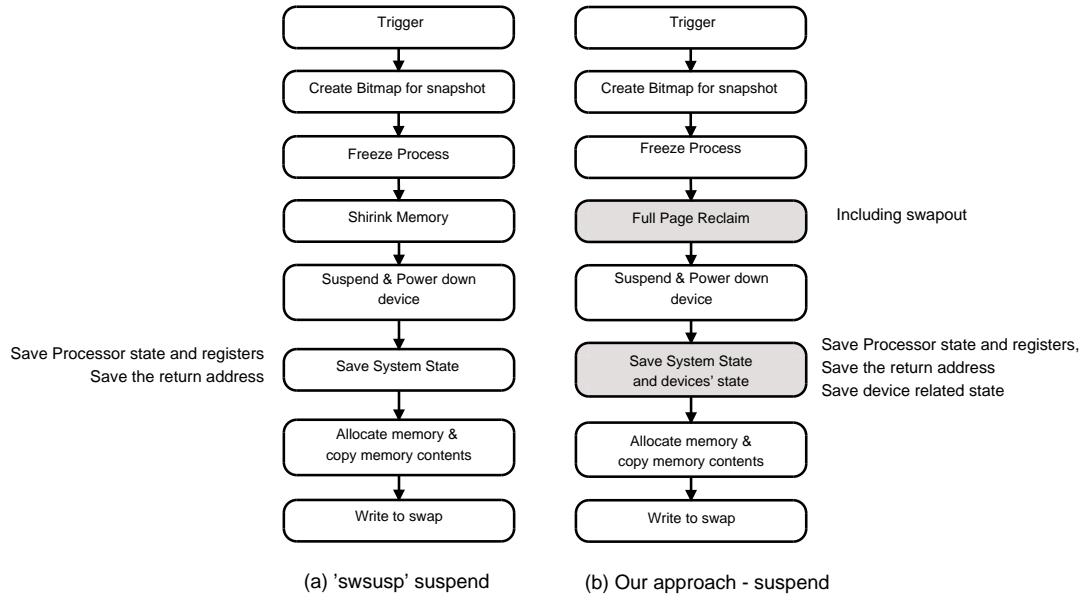 Trigger
Create Bitmap for snapshot
Freeze Process
Shirink Memory
Suspend & Power down
device
Save Processor state and registers
Save the return address
Save System State
Allocate memory &
copy memory contents
Write to swap
(a) ’swsusp’ suspend
Trigger
Create Bitmap for snapshot
Freeze Process
Full Page Reclaim
Including swapout
Suspend & Power down
device
Save System State
and devices’ state
Save Processor state and registers,
Save the return address
Save device related state
Allocate memory &
copy memory contents
Write to swap
(b) Our approach - suspend